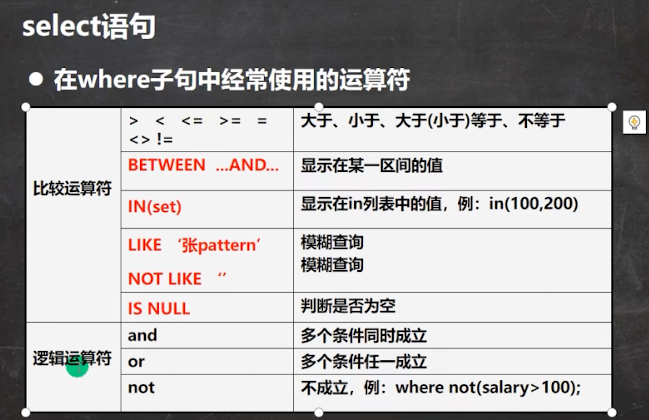 select语句
● 在where子句中经常使用的运算符
比较运算符
> < <= >= =
<> !=
大于、小于、大于(小于)等于、不等于
BETWEEN ...AND...
显示在某一区间的值
IN(set)
显示在in列表中的值，例：in(100,200)
LIKE ‘张pattern’
模糊查询
NOT LIKE ‘’
模糊查询
IS NULL
判断是否为空
逻辑运算符
and
多个条件同时成立
or
多个条件任一成立
not
不成立，例：where not(salary>100);